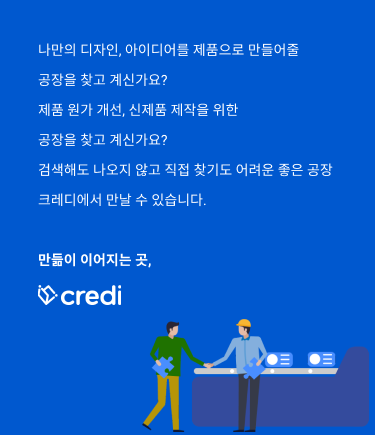 나만의 디자인, 아이디어를 제품으로 만들어줄
공장을 찾고 계신가요?
제품 원가 개선, 신제품 제작을 위한
공장을 찾고 계신가요?
검색해도 나오지 않고 직접 찾기도 어려운 좋은 공장
크레디에서 만날 수 있습니다.
만듦이 이어지는 곳,
credi